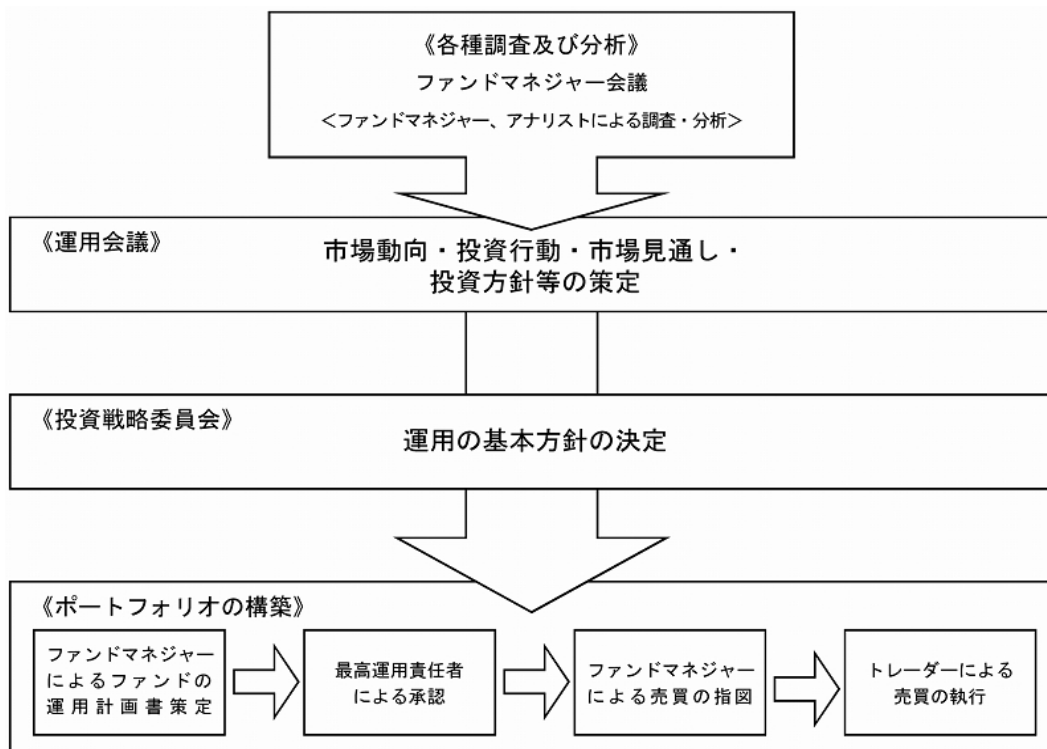 《各種調査及び分析》
ファンドマネジャー会議
＜ファンドマネジャー、アナリストによる調査・分析＞
《運用会議》
市場動向・投資行動・市場見通し・
投資方針等の策定
《投資戦略委員会》
運用の基本方針の決定
《ポートフォリオの構築》
ファンドマネジャー
によるファンドの
運用計画書策定
最高運用責任者
による承認
ファンドマネジャー
による売買の指図
トレーダーによる
売買の執行